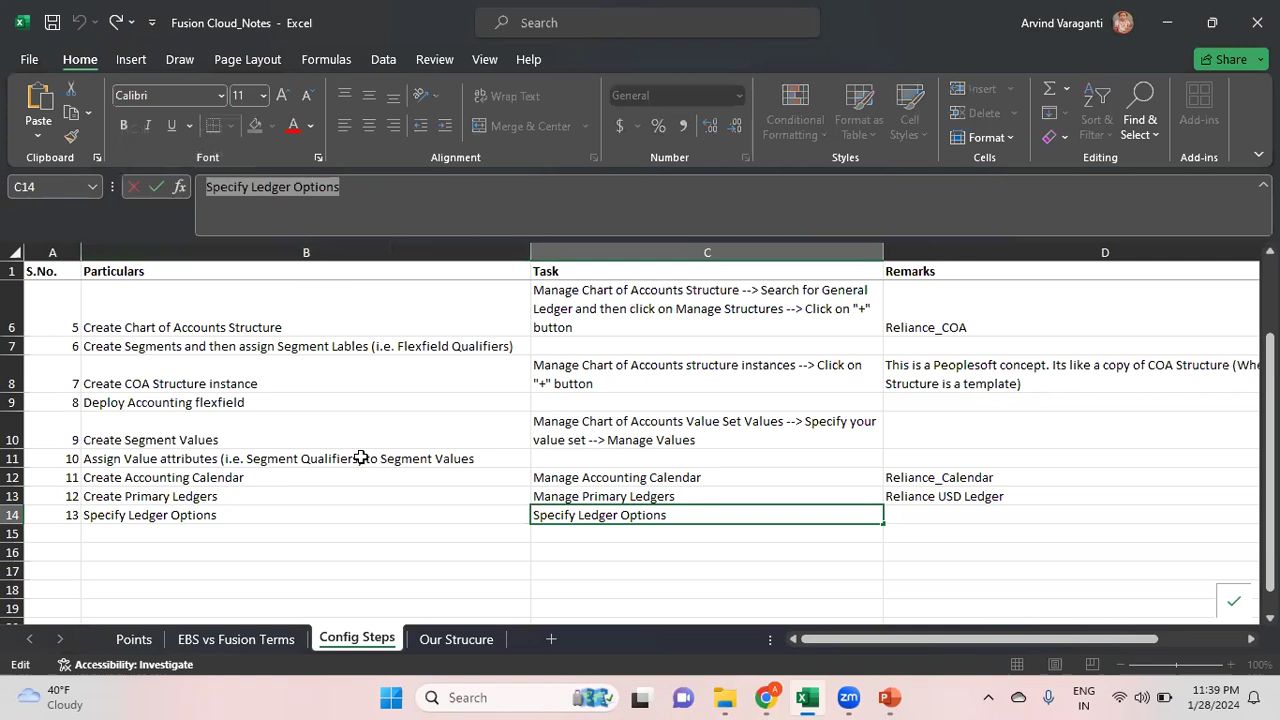 Fusion Cloud_Notes - Excel
Search
Arvind Varaganti
File Home Insert Draw Page Layout Formulas Data Review View Help
Share
Paste
Calibri
11
B I U A
Wrap Text
Merge & Center
General
$ % ,
Conditional Formatting
Format as Table
Cell Styles
Insert
Delete
Format
Sort & Filter
Find & Select
Add-ins
Clipboard Font Alignment Number Styles Cells Editing Add-ins
C14
fx
Specify Ledger Options
A B C D
1 S.No. Particulars Task Remarks
Manage Chart of Accounts Structure --> Search for General
Ledger and then click on Manage Structures --> Click on "+"
6 5 Create Chart of Accounts Structure button Reliance_COA
7 6 Create Segments and then assign Segment Lables (i.e. Flexfield Qualifiers)
Manage Chart of Accounts structure instances --> Click on This is a Peoplesoft concept. Its like a copy of COA Structure (Whe
8 7 Create COA Structure instance "+" button Structure is a template)
9 8 Deploy Accounting flexfield
Manage Chart of Accounts Value Set Values --> Specify your
10 9 Create Segment Values value set --> Manage Values
11 10 Assign Value attributes (i.e. Segment Qualifiers to Segment Values
12 11 Create Accounting Calendar Manage Accounting Calendar Reliance_Calendar
13 12 Create Primary Ledgers Manage Primary Ledgers Reliance USD Ledger
14 13 Specify Ledger Options Specify Ledger Options
15
16
17
18
19
Points EBS vs Fusion Terms Config Steps Our Strucure
Edit Accessibility: Investigate 100%
40°F
Cloudy
Search
zm
ENG
IN
11:39 PM
1/28/2024